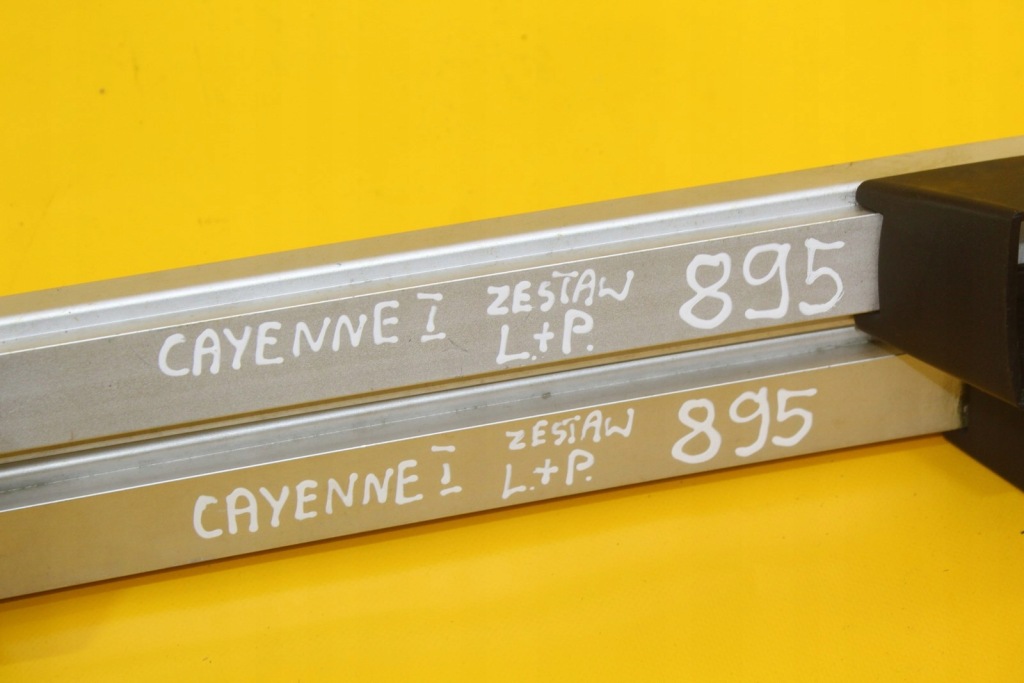 CAYENNE I ZESTAW 895
L.+P.
CAYENNE I ZESTAW 895
L.+P.